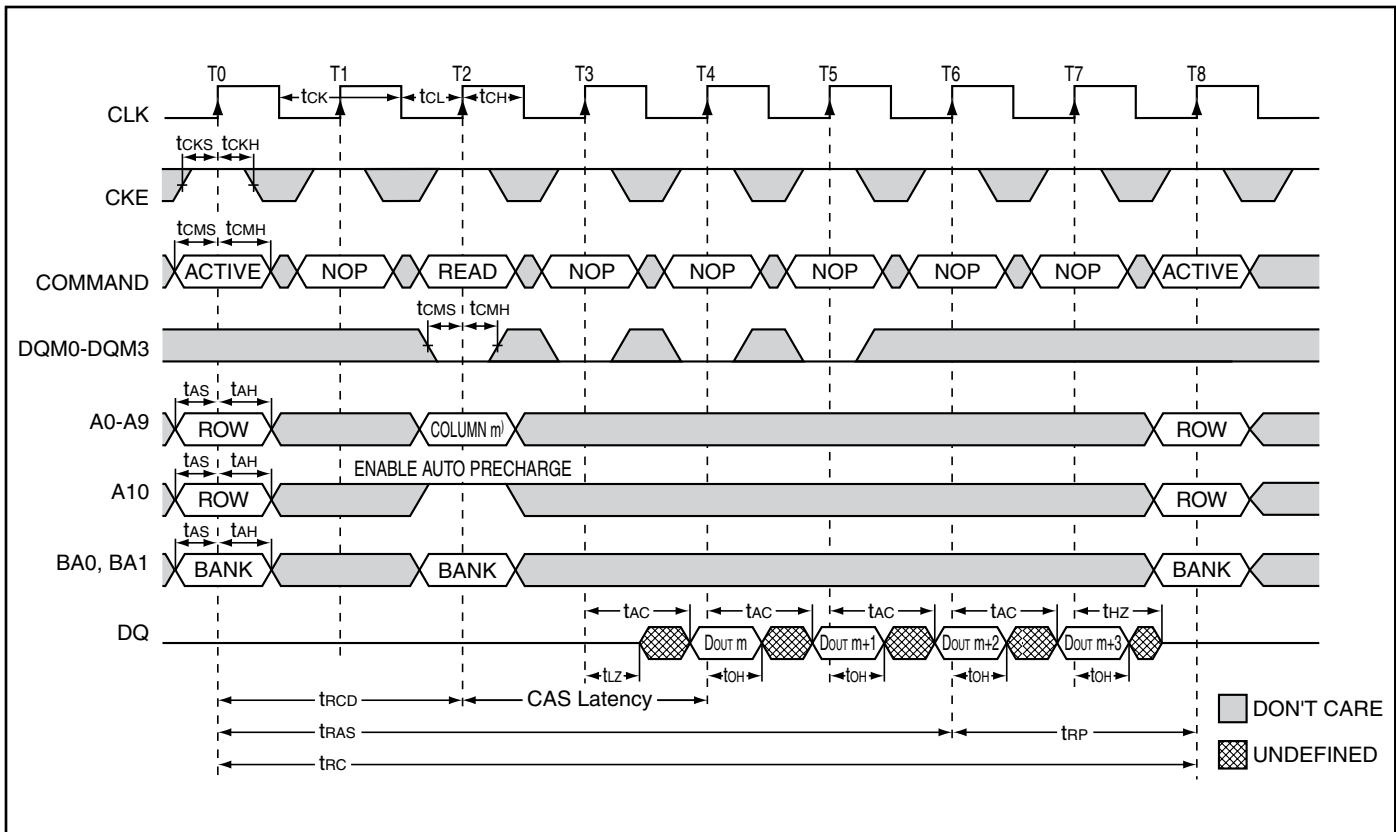 T0 T1 T2 T3 T4 T5 T6 T7 T8
CLK tCK tCL tCH
tCKS tCKH
CKE
tCMS tCMH
COMMAND ACTIVE NOP READ NOP NOP NOP NOP NOP ACTIVE
tCMS tCMH
DQM0-DQM3
tAS tAH
A0-A9 ROW COLUMN m) ROW
tAS tAH ENABLE AUTO PRECHARGE
A10 ROW ROW
tAS tAH
BA0, BA1 BANK BANK BANK
tAC tAC tAC tAC tHZ
DQ DOUT m DOUT m+1 DOUT m+2 DOUT m+3
tLZ tOH tOH tOH tOH
tRCD CAS Latency
DON'T CARE
tRAS tRP
UNDEFINED
tRC